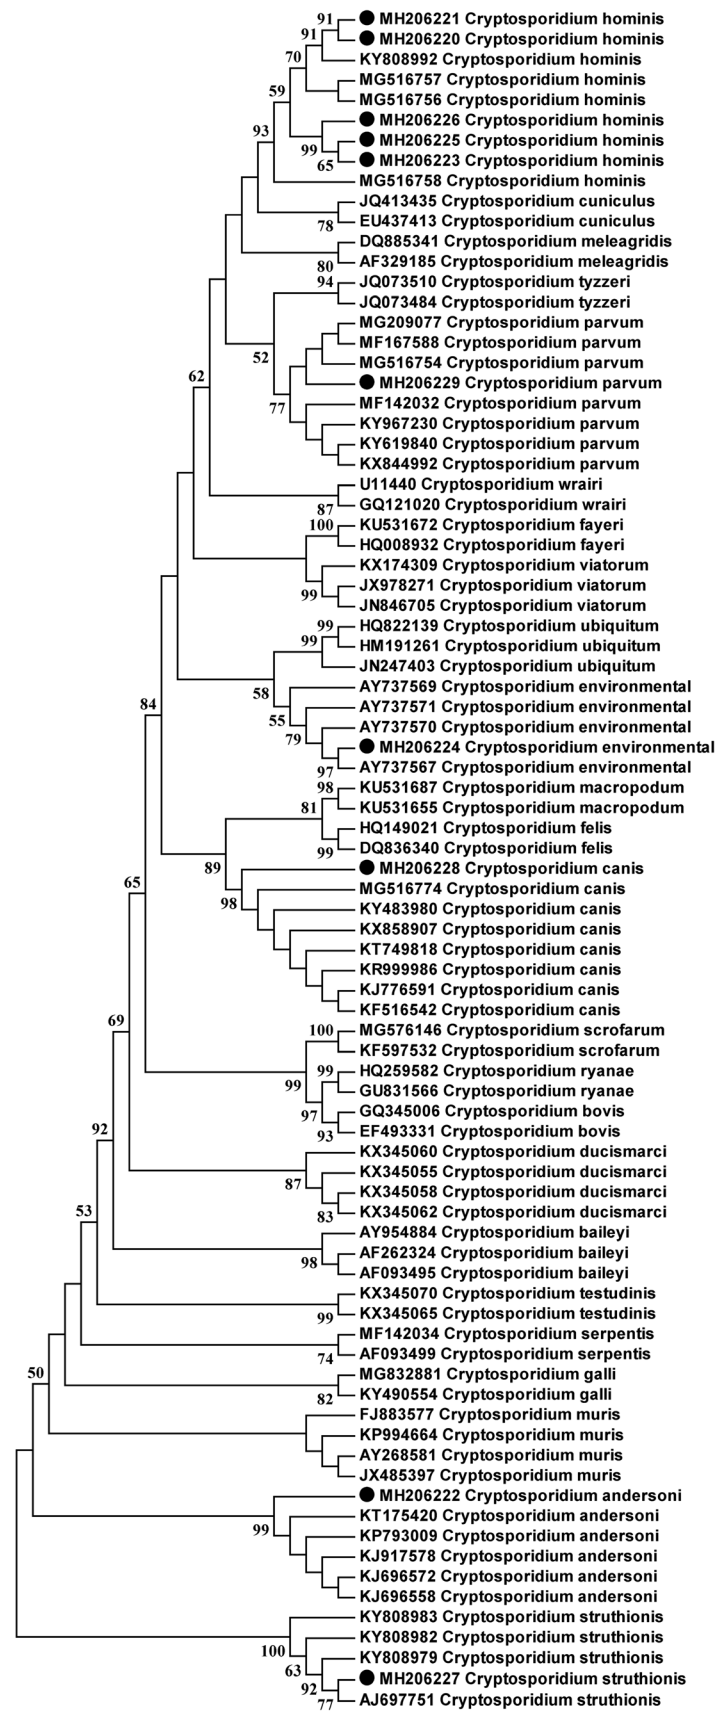 91
● MH206221 Cryptosporidium hominis
91
● MH206220 Cryptosporidium hominis
70
KY808992 Cryptosporidium hominis
MG516757 Cryptosporidium hominis
59
MG516756 Cryptosporidium hominis
● MH206226 Cryptosporidium hominis
93
● MH206225 Cryptosporidium hominis
99
● MH206223 Cryptosporidium hominis
65
MG516758 Cryptosporidium hominis
JQ413435 Cryptosporidium cuniculus
EU437413 Cryptosporidium cuniculus
78
DQ885341 Cryptosporidium meleagridis
AF329185 Cryptosporidium meleagridis
80
94
JQ073510 Cryptosporidium tyzzeri
JQ073484 Cryptosporidium tyzzeri
MG209077 Cryptosporidium parvum
MF167588 Cryptosporidium parvum
52
MG516754 Cryptosporidium parvum
62
● MH206229 Cryptosporidium parvum
77
MF142032 Cryptosporidium parvum
KY967230 Cryptosporidium parvum
KY619840 Cryptosporidium parvum
KX844992 Cryptosporidium parvum
U11440 Cryptosporidium wrairi
GQ121020 Cryptosporidium wrairi
87
100
KU531672 Cryptosporidium fayeri
HQ008932 Cryptosporidium fayeri
KX174309 Cryptosporidium viatorum
JX978271 Cryptosporidium viatorum
99
JN846705 Cryptosporidium viatorum
99
HQ822139 Cryptosporidium ubiquitum
99
HM191261 Cryptosporidium ubiquitum
JN247403 Cryptosporidium ubiquitum
58
AY737569 Cryptosporidium environmental
84
AY737571 Cryptosporidium environmental
55
AY737570 Cryptosporidium environmental
79
● MH206224 Cryptosporidium environmental
AY737567 Cryptosporidium environmental
97
98
KU531687 Cryptosporidium macropodum
81
KU531655 Cryptosporidium macropodum
HQ149021 Cryptosporidium felis
DQ836340 Cryptosporidium felis
99
89
● MH206228 Cryptosporidium canis
65
MG516774 Cryptosporidium canis
98
KY483980 Cryptosporidium canis
KX858907 Cryptosporidium canis
KT749818 Cryptosporidium canis
KR999986 Cryptosporidium canis
KJ776591 Cryptosporidium canis
KF516542 Cryptosporidium canis
69
100
MG576146 Cryptosporidium scrofarum
KF597532 Cryptosporidium scrofarum
99
HQ259582 Cryptosporidium ryanae
99
GU831566 Cryptosporidium ryanae
97
GQ345006 Cryptosporidium bovis
EF493331 Cryptosporidium bovis
93
92
KX345060 Cryptosporidium ducismarci
KX345055 Cryptosporidium ducismarci
87
KX345058 Cryptosporidium ducismarci
KX345062 Cryptosporidium ducismarci
83
53
AY954884 Cryptosporidium baileyi
AF262324 Cryptosporidium baileyi
98
AF093495 Cryptosporidium baileyi
KX345070 Cryptosporidium testudinis
KX345065 Cryptosporidium testudinis
99
MF142034 Cryptosporidium serpentis
AF093499 Cryptosporidium serpentis
74
50
MG832881 Cryptosporidium galli
KY490554 Cryptosporidium galli
82
FJ883577 Cryptosporidium muris
KP994664 Cryptosporidium muris
AY268581 Cryptosporidium muris
JX485397 Cryptosporidium muris
● MH206222 Cryptosporidium andersoni
KT175420 Cryptosporidium andersoni
99
KP793009 Cryptosporidium andersoni
KJ917578 Cryptosporidium andersoni
KJ696572 Cryptosporidium andersoni
KJ696558 Cryptosporidium andersoni
KY808983 Cryptosporidium struthionis
KY808982 Cryptosporidium struthionis
100
KY808979 Cryptosporidium struthionis
63
● MH206227 Cryptosporidium struthionis
92
AJ697751 Cryptosporidium struthionis
77